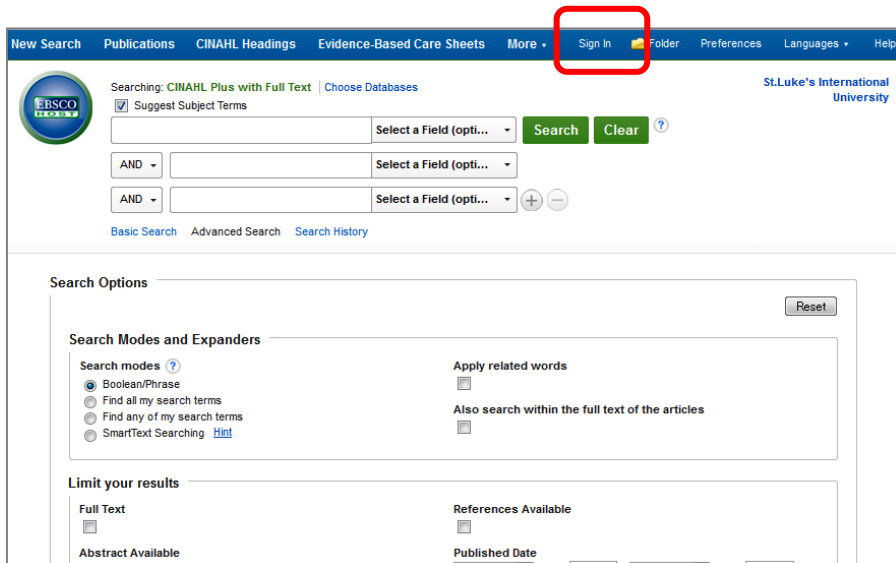 New Search Publications CINAHL Headings Evidence-Based Care Sheets More Sign In Folder Preferences Languages Help
Searching: CINAHL Plus with Full Text Choose Databases
St.Luke's International
University
EBSCO
HOST
Suggest Subject Terms
Select a Field (opti... Search Clear ?
AND Select a Field (opti...
AND Select a Field (opti... + −
Basic Search Advanced Search Search History
Search Options
Reset
Search Modes and Expanders
Search modes ?
Boolean/Phrase
Find all my search terms
Find any of my search terms
SmartText Searching Hint
Apply related words
Also search within the full text of the articles
Limit your results
Full Text
References Available
Abstract Available
Published Date